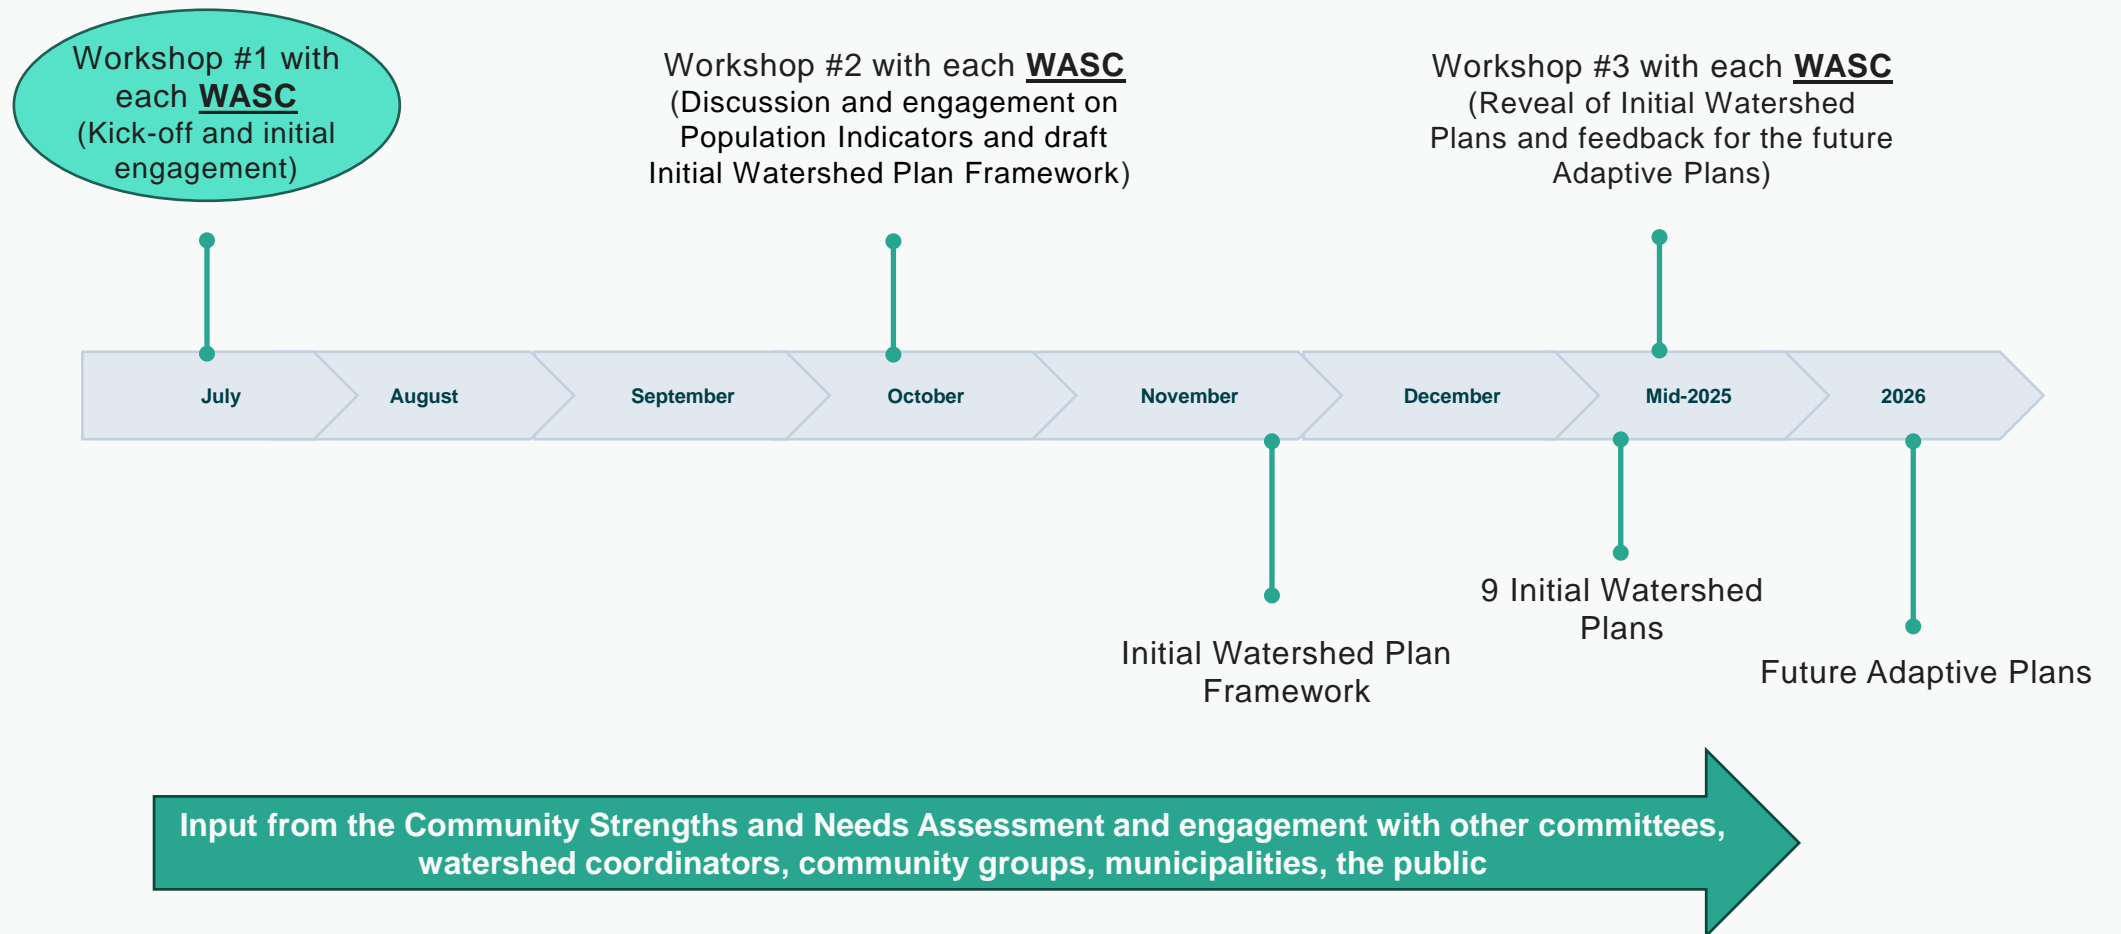 Workshop #1 with
each WASC
(Kick-off and initial
engagement)
Workshop #2 with each WASC
(Discussion and engagement on
Population Indicators and draft
Initial Watershed Plan Framework)
Workshop #3 with each WASC
(Reveal of Initial Watershed
Plans and feedback for the future
Adaptive Plans)
July
August
September
October
November
December
Mid-2025
2026
Initial Watershed Plan
Framework
9 Initial Watershed
Plans
Future Adaptive Plans
Input from the Community Strengths and Needs Assessment and engagement with other committees,
watershed coordinators, community groups, municipalities, the public